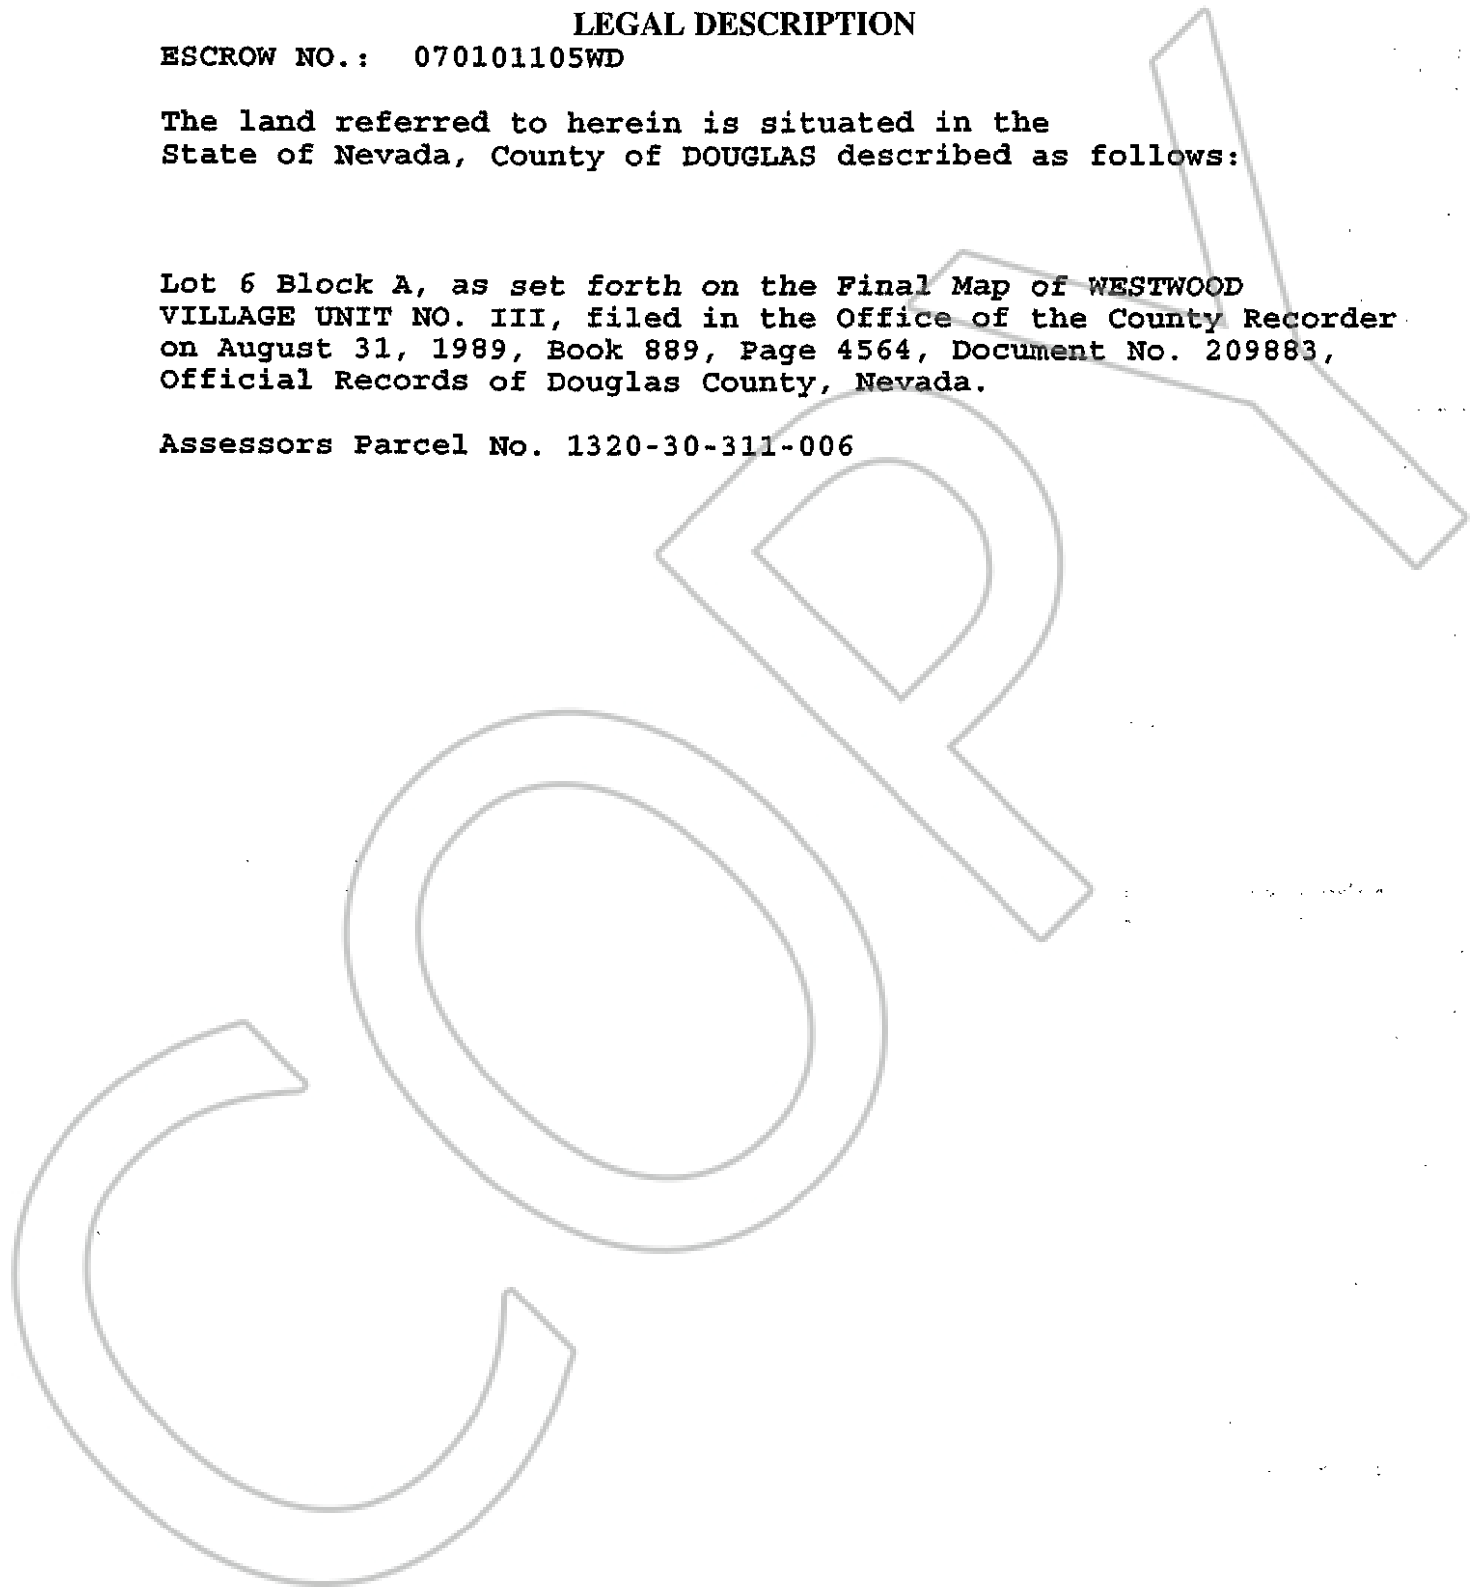 LEGAL DESCRIPTION
ESCROW NO.: 070101105WD
The land referred to herein is situated in the
State of Nevada, County of DOUGLAS described as follows:
Lot 6 Block A, as set forth on the Final Map of WESTWOOD
VILLAGE UNIT NO. III, filed in the Office of the County Recorder
on August 31, 1989, Book 889, Page 4564, Document No. 209883,
Official Records of Douglas County, Nevada.
Assessors Parcel No. 1320-30-311-006
COPY